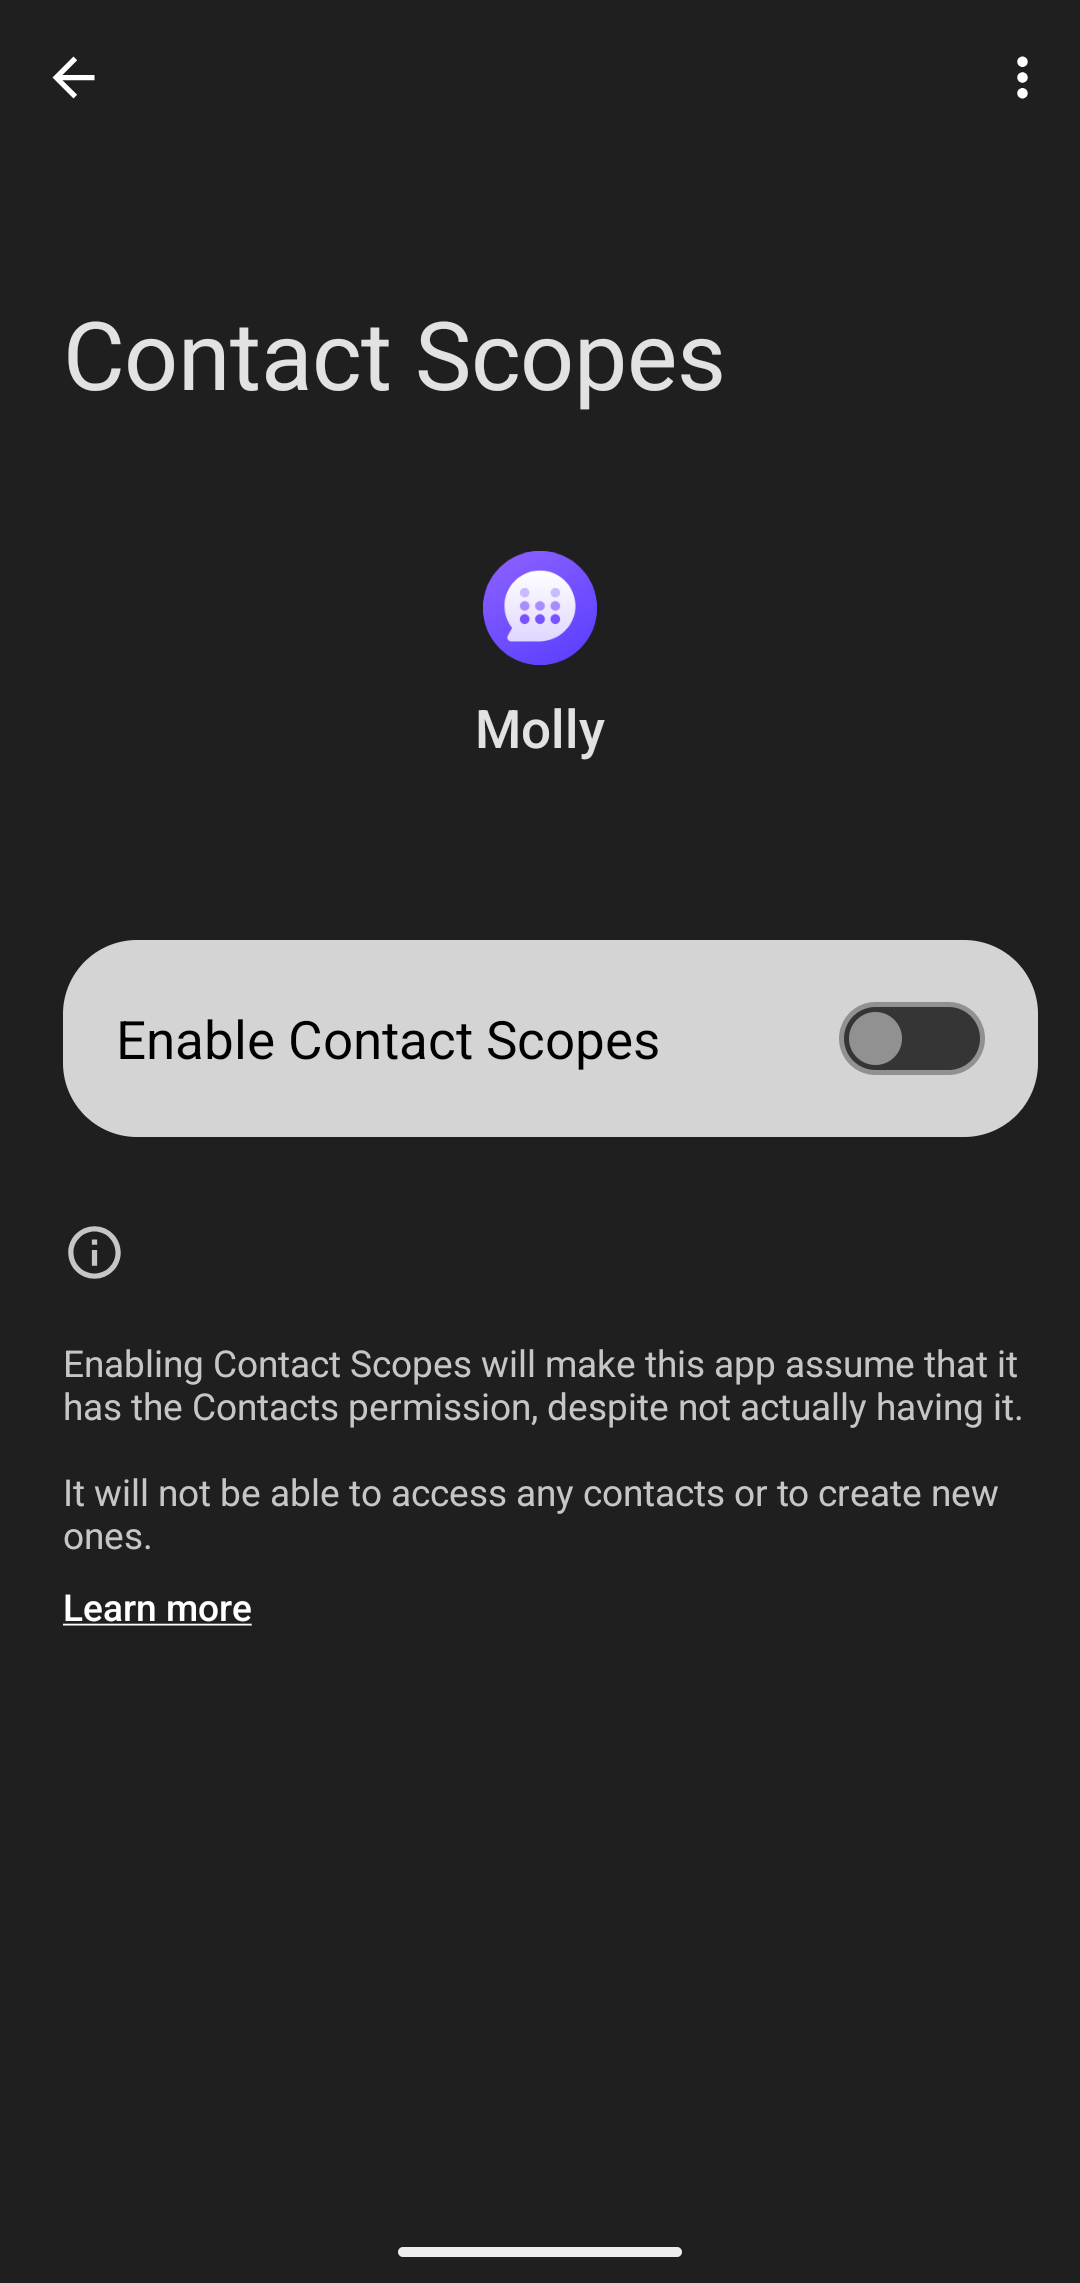 Contact Scopes
Molly
Enable Contact Scopes
Enabling Contact Scopes will make this app assume that it
has the Contacts permission, despite not actually having it.
It will not be able to access any contacts or to create new
ones.
Learn more